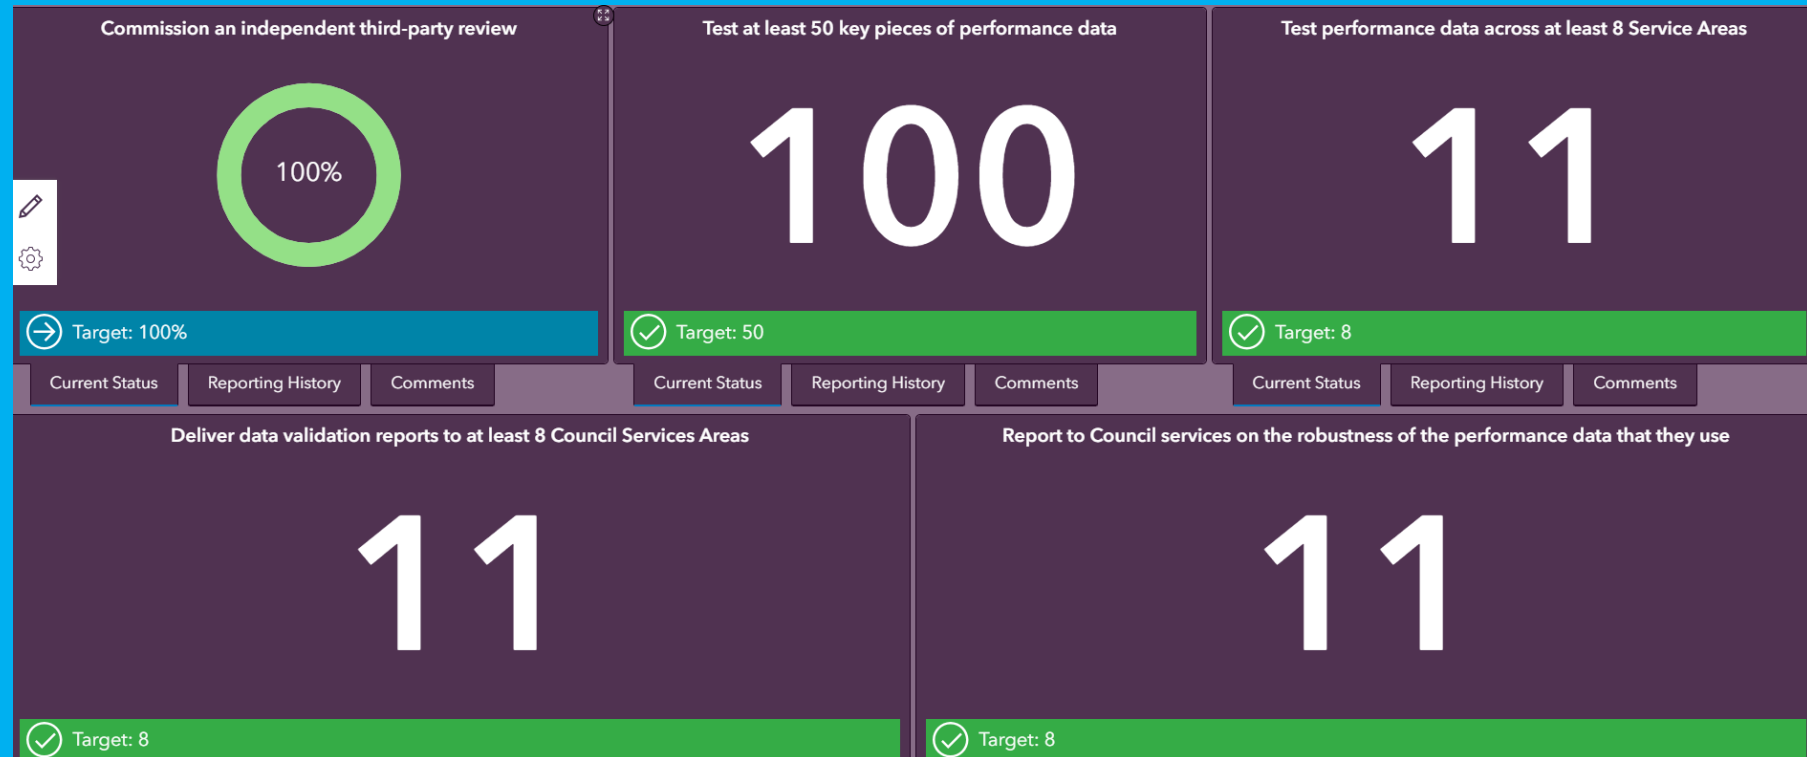 Commission an independent third-party review
100%
Target: 100%
Current Status
Reporting History
Comments
Test at least 50 key pieces of performance data
100
Target: 50
Current Status
Reporting History
Comments
Test performance data across at least 8 Service Areas
11
Target: 8
Current Status
Reporting History
Comments
Deliver data validation reports to at least 8 Council Services Areas
11
Target: 8
Report to Council services on the robustness of the performance data that they use
11
Target: 8